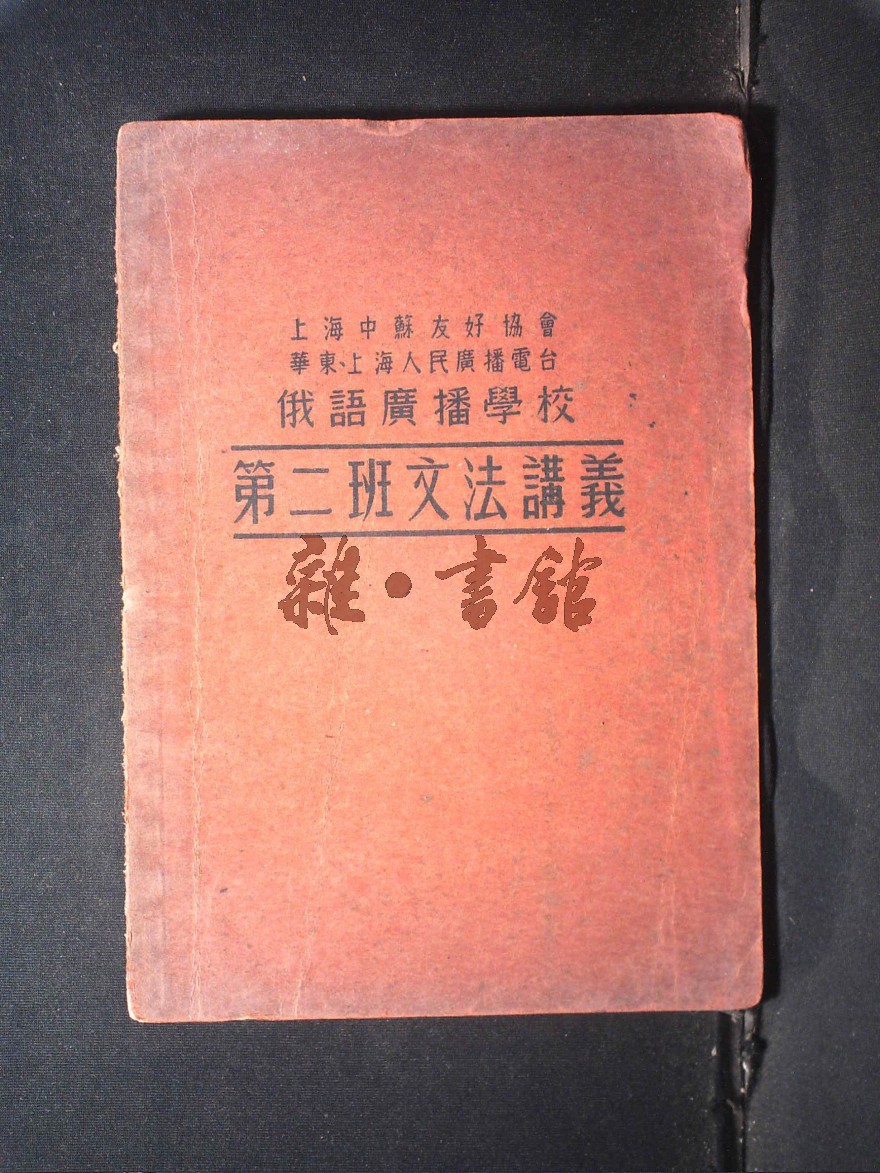 上海中蘇友好協會
華東、上海人民廣播電台
俄語廣播學校
第二班文法講義
雜·書館